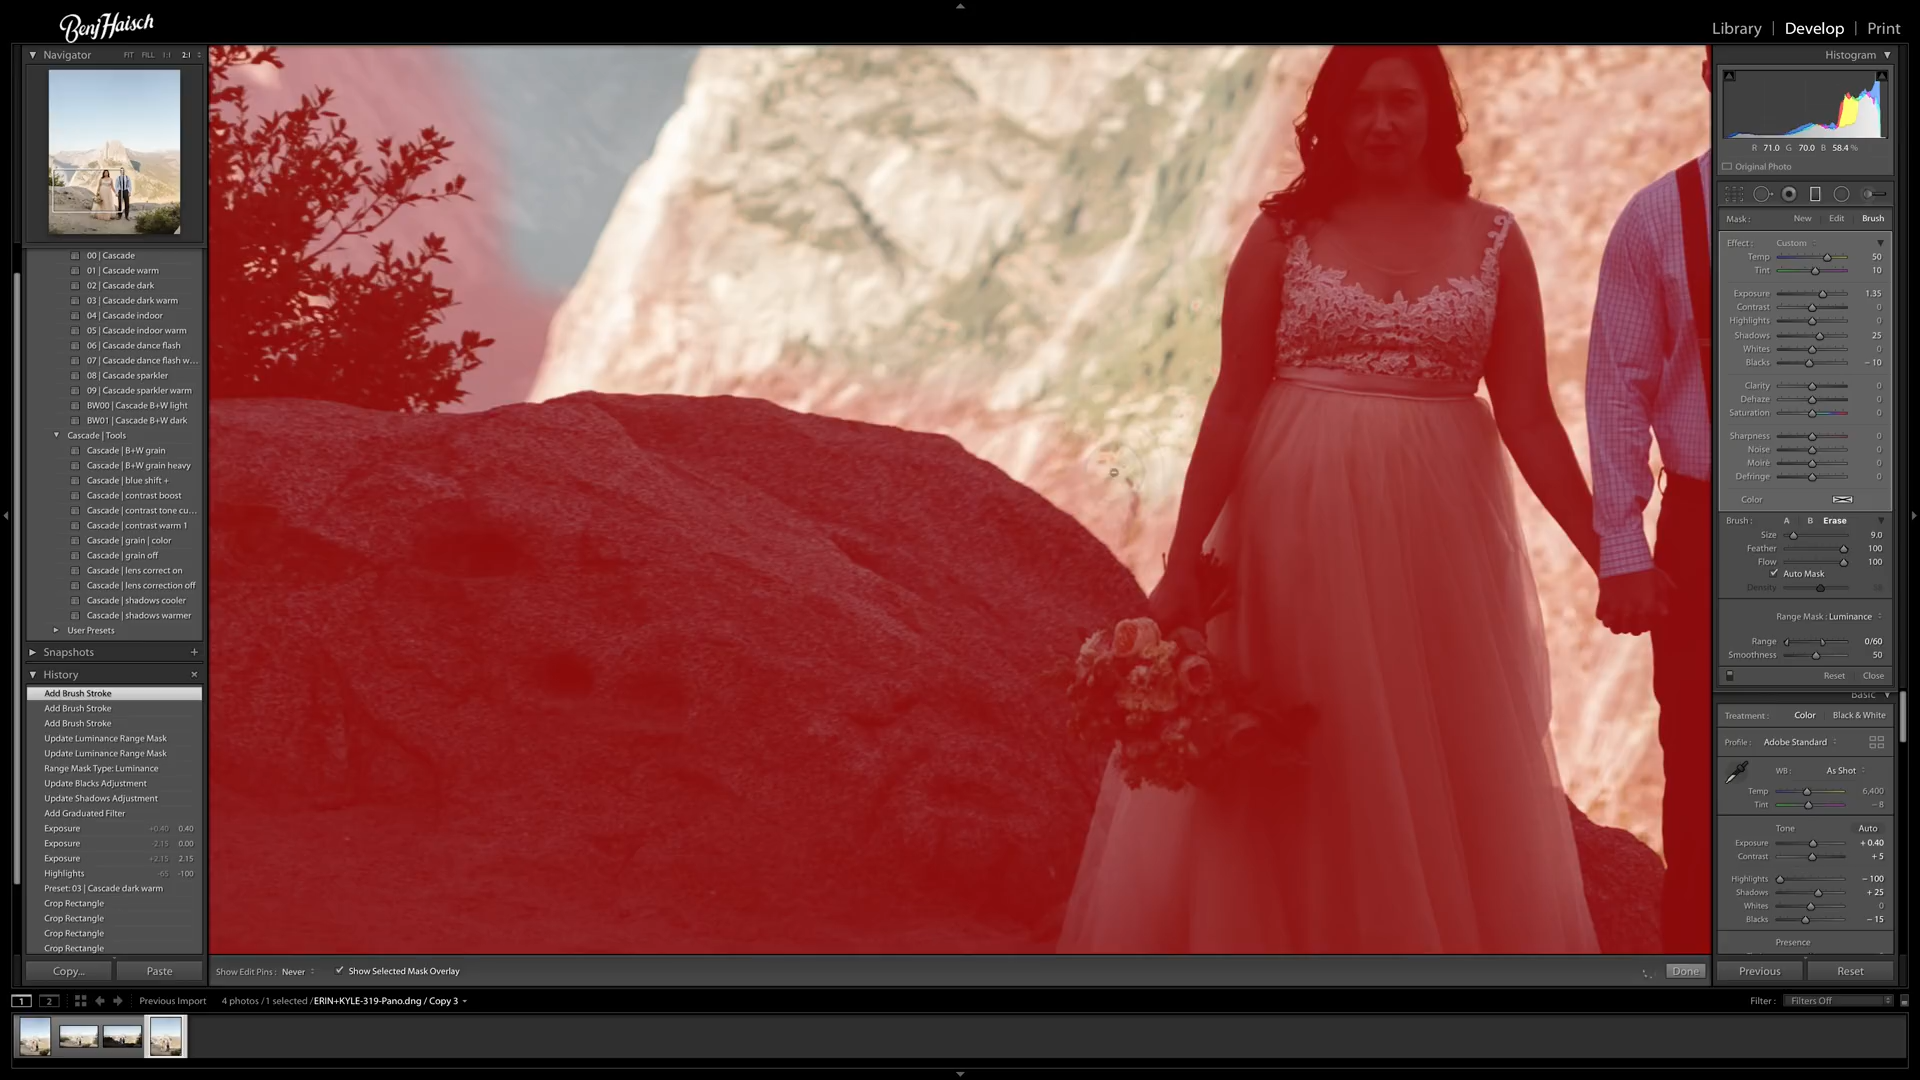 Benj Haisch
Library | Develop | Print
Navigator FIT FILL 1:1 2:1
00 | Cascade
01 | Cascade warm
02 | Cascade dark
03 | Cascade dark warm
04 | Cascade indoor
05 | Cascade indoor warm
06 | Cascade dance flash
07 | Cascade dance flash w...
08 | Cascade sparkler
09 | Cascade sparkler warm
BW00 | Cascade B+W light
BW01 | Cascade B+W dark
Cascade | Tools
Cascade | B+W grain
Cascade | B+W grain heavy
Cascade | blue shift +
Cascade | contrast boost
Cascade | contrast tone cu...
Cascade | contrast warm 1
Cascade | grain | color
Cascade | grain off
Cascade | lens correct on
Cascade | lens correction off
Cascade | shadows cooler
Cascade | shadows warmer
User Presets
Snapshots +
History ×
Add Brush Stroke
Add Brush Stroke
Add Brush Stroke
Update Luminance Range Mask
Update Luminance Range Mask
Range Mask Type: Luminance
Update Blacks Adjustment
Update Shadows Adjustment
Add Graduated Filter
Exposure +0.40 0.40
Exposure -2.15 0.00
Exposure +2.15 2.15
Highlights -65 -100
Preset: 03 | Cascade dark warm
Crop Rectangle
Crop Rectangle
Crop Rectangle
Crop Rectangle
Copy... Paste
Show Edit Pins : Never Show Selected Mask Overlay Done
Histogram
R 71.0 G 70.0 B 58.4 %
Original Photo
Mask : New Edit Brush
Effect : Custom
Temp 50
Tint 10
Exposure 1.35
Contrast 0
Highlights 0
Shadows 25
Whites 0
Blacks – 10
Clarity 0
Dehaze 0
Saturation 0
Sharpness 0
Noise 0
Moiré 0
Defringe 0
Color
Brush : A B Erase
Size 9.0
Feather 100
Flow 100
Auto Mask
Density
Range Mask : Luminance
Range 0/60
Smoothness 50
Reset Close
Basic
Treatment : Color Black & White
Profile : Adobe Standard
WB : As Shot
Temp 6,400
Tint – 8
Tone Auto
Exposure + 0.40
Contrast + 5
Highlights – 100
Shadows + 25
Whites 0
Blacks – 15
Presence
Previous Reset
1 2 Previous Import 4 photos / 1 selected / ERIN+KYLE-319-Pano.dng / Copy 3 Filter : Filters Off